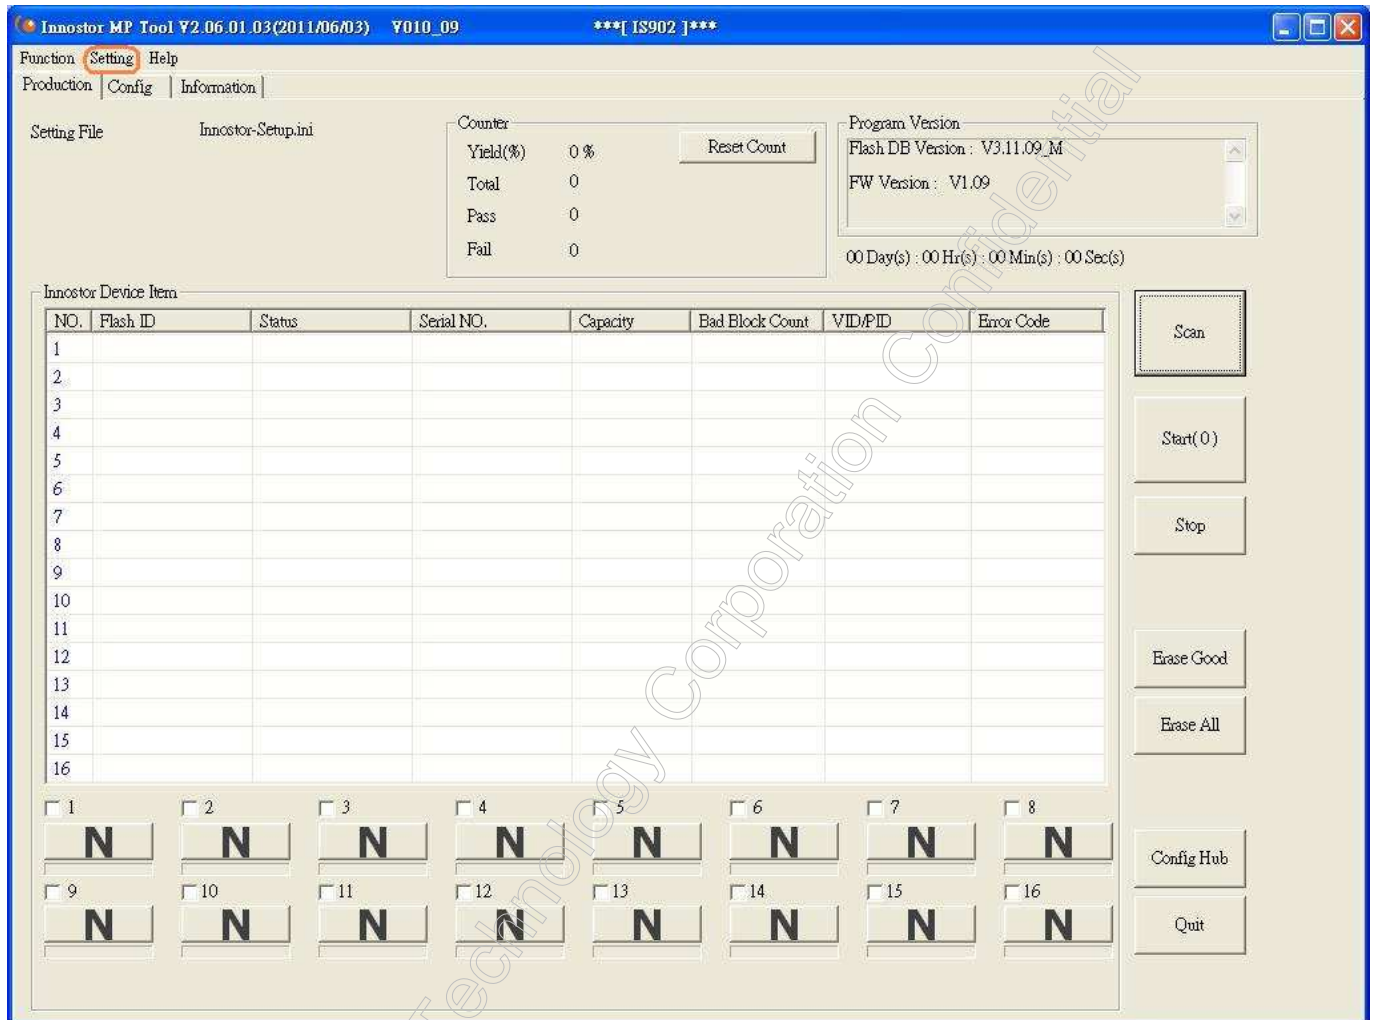 Innostor MP Tool V2.06.01.03(2011/06/03) V010_09 ***[ IS902 ]***
Function Setting Help
Production Config Information
Setting File Innostor-Setup.ini
Counter
Yield(%) 0 %
Reset Count
Total 0
Pass 0
Fail 0
Program Version
Flash DB Version : V3.11.09_M
FW Version : V1.09
00 Day(s) : 00 Hr(s) : 00 Min(s) : 00 Sec(s)
Innostor Device Item
NO. Flash ID Status Serial NO. Capacity Bad Block Count VID/PID Error Code
1
2
3
4
5
6
7
8
9
10
11
12
13
14
15
16
Scan
Start( 0 )
Stop
Erase Good
Erase All
Config Hub
Quit
1 2 3 4 5 6 7 8
N N N N N N N N
9 10 11 12 13 14 15 16
N N N N N N N N
Technology Corporation Confidential